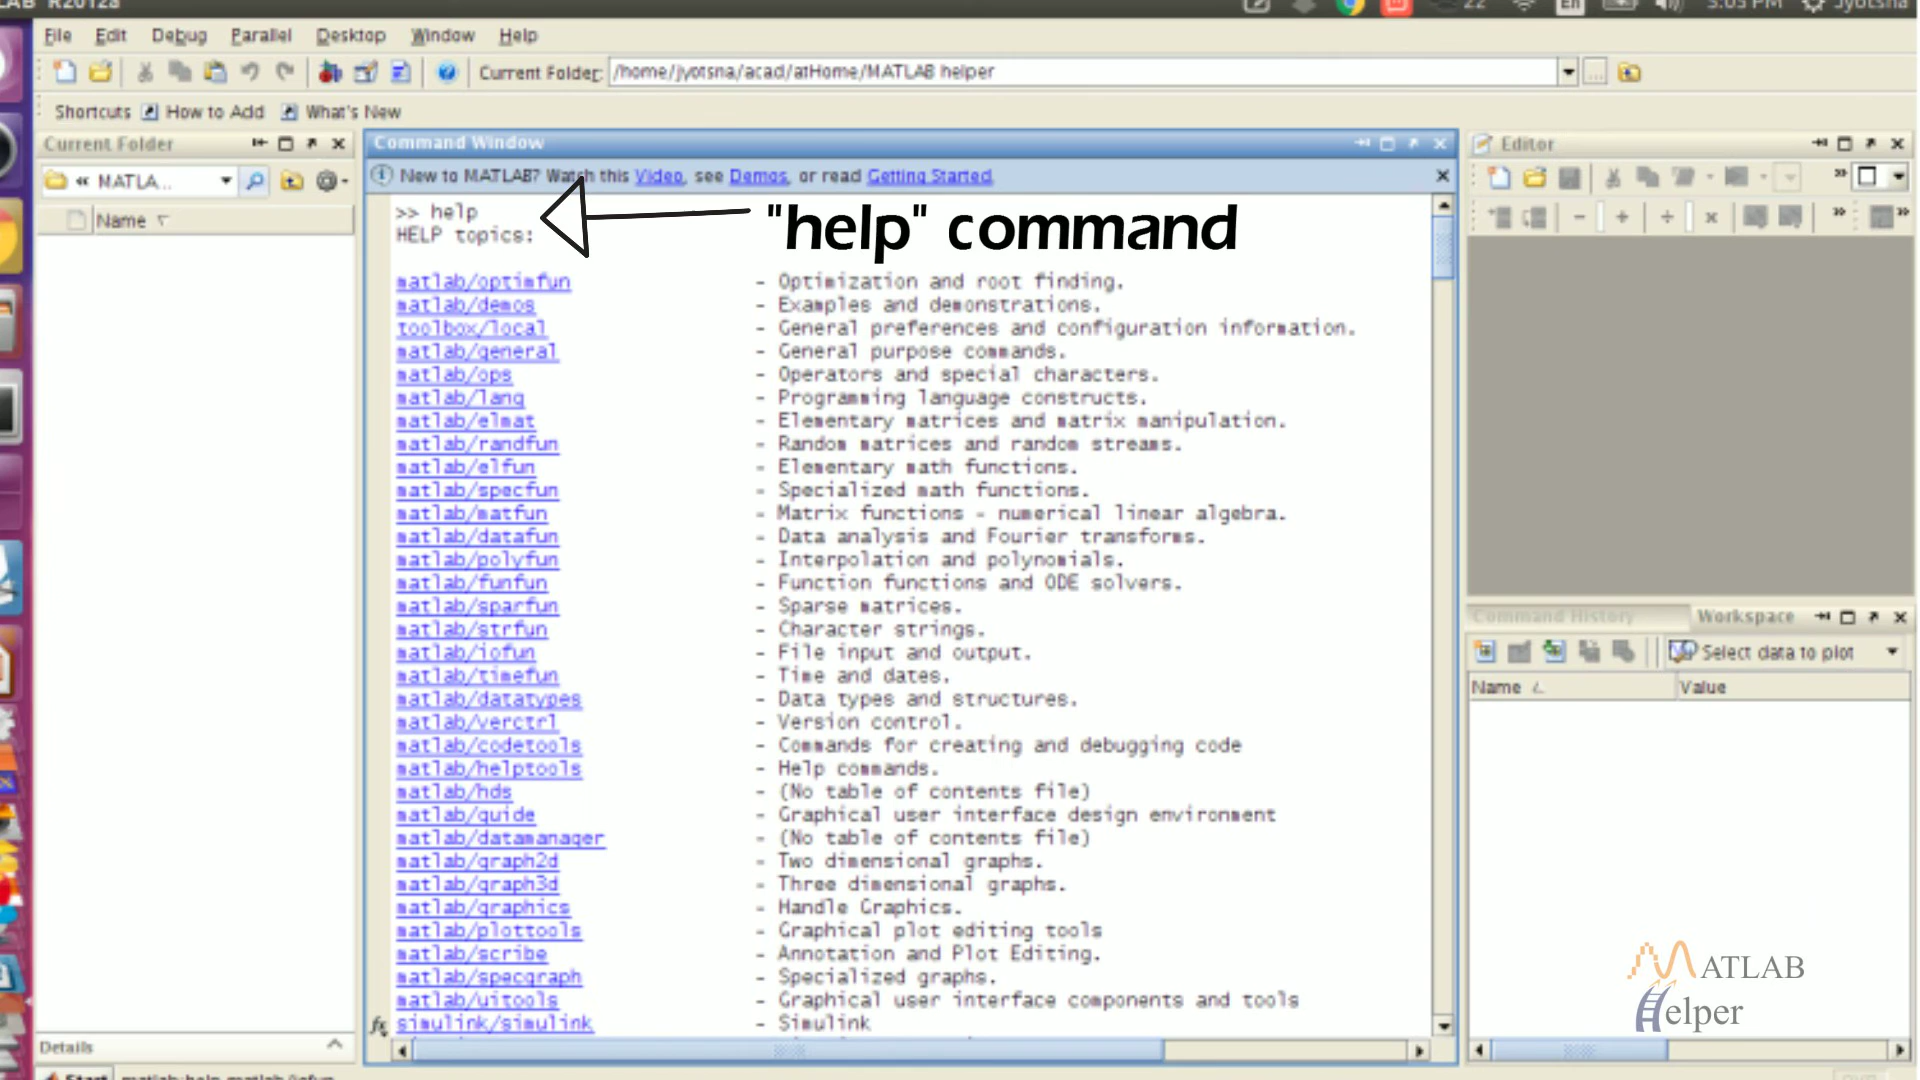 File Edit Debug Parallel Desktop Window Help
Current Folder: /home/jyotsna/acad/atHome/MATLAB helper
Shortcuts How to Add What's New
Current Folder
« MATLA...
Name
Command Window
New to MATLAB? Watch this Video, see Demos, or read Getting Started.
>> help
HELP topics:
"help" command
matlab/optimfun - Optimization and root finding.
matlab/demos - Examples and demonstrations.
toolbox/local - General preferences and configuration information.
matlab/general - General purpose commands.
matlab/ops - Operators and special characters.
matlab/lang - Programming language constructs.
matlab/elmat - Elementary matrices and matrix manipulation.
matlab/randfun - Random matrices and random streams.
matlab/elfun - Elementary math functions.
matlab/specfun - Specialized math functions.
matlab/matfun - Matrix functions - numerical linear algebra.
matlab/datafun - Data analysis and Fourier transforms.
matlab/polyfun - Interpolation and polynomials.
matlab/funfun - Function functions and ODE solvers.
matlab/sparfun - Sparse matrices.
matlab/strfun - Character strings.
matlab/iofun - File input and output.
matlab/timefun - Time and dates.
matlab/datatypes - Data types and structures.
matlab/verctrl - Version control.
matlab/codetools - Commands for creating and debugging code
matlab/helptools - Help commands.
matlab/hds - (No table of contents file)
matlab/guide - Graphical user interface design environment
matlab/datamanager - (No table of contents file)
matlab/graph2d - Two dimensional graphs.
matlab/graph3d - Three dimensional graphs.
matlab/graphics - Handle Graphics.
matlab/plottools - Graphical plot editing tools
matlab/scribe - Annotation and Plot Editing.
matlab/specgraph - Specialized graphs.
matlab/uitools - Graphical user interface components and tools
fx simulink/simulink - Simulink
Details
Editor
Command History Workspace
Select data to plot
Name Value
MATLAB
Helper